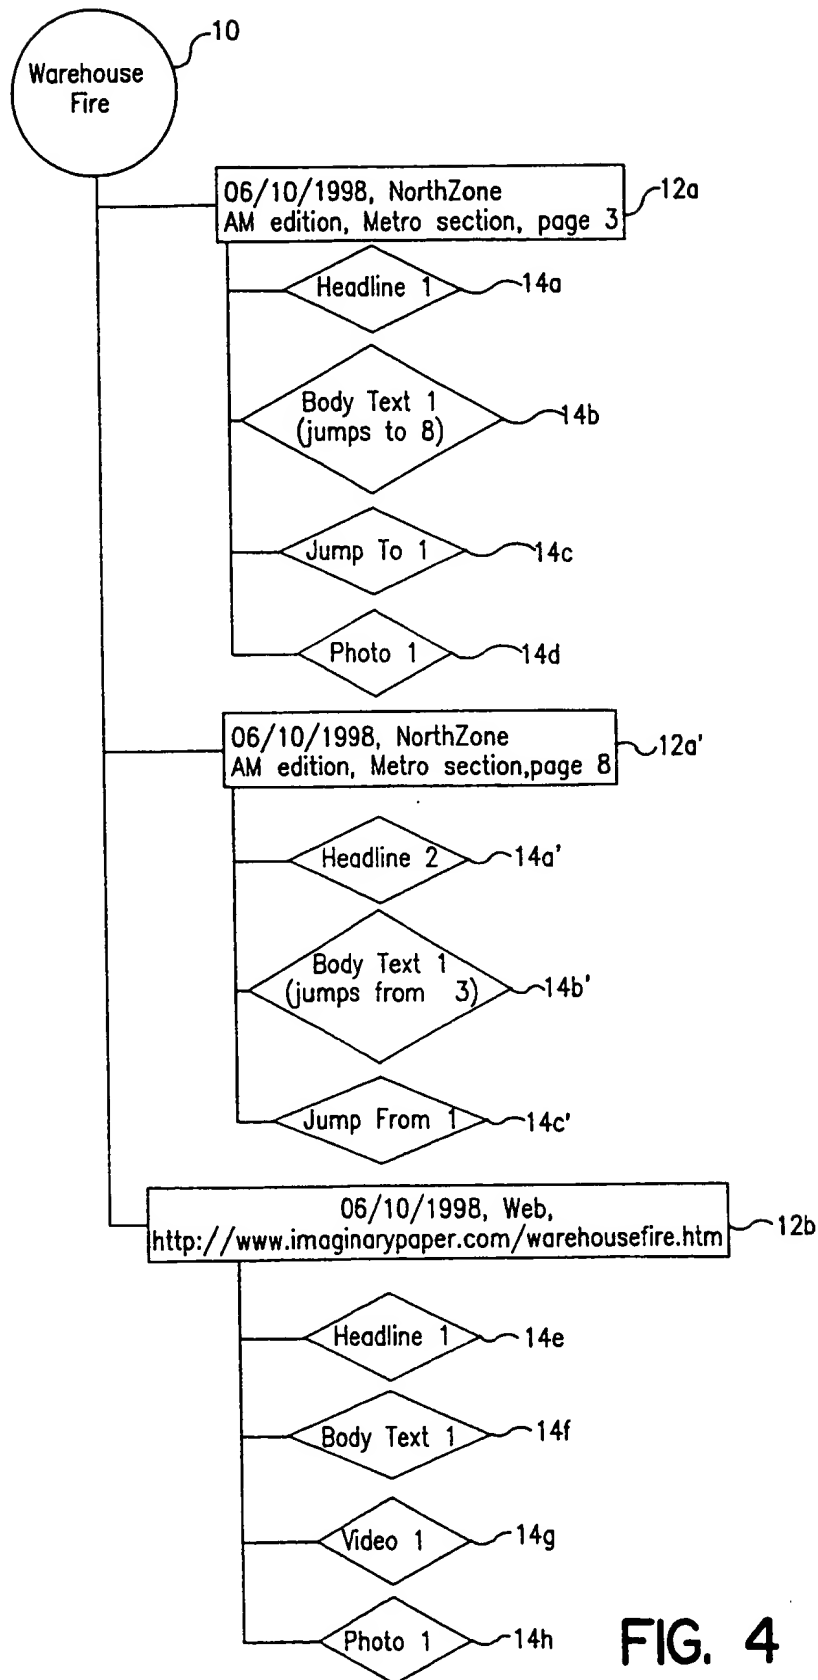 10
Warehouse
Fire
06/10/1998, NorthZone
AM edition, Metro section, page 3
12a
Headline 1
14a
Body Text 1
(jumps to 8)
14b
Jump To 1
14c
Photo 1
14d
06/10/1998, NorthZone
AM edition, Metro section,page 8
12a'
Headline 2
14a'
Body Text 1
(jumps from 3)
14b'
Jump From 1
14c'
06/10/1998, Web,
http://www.imaginarypaper.com/warehousefire.htm
12b
Headline 1
14e
Body Text 1
14f
Video 1
14g
Photo 1
14h
FIG. 4